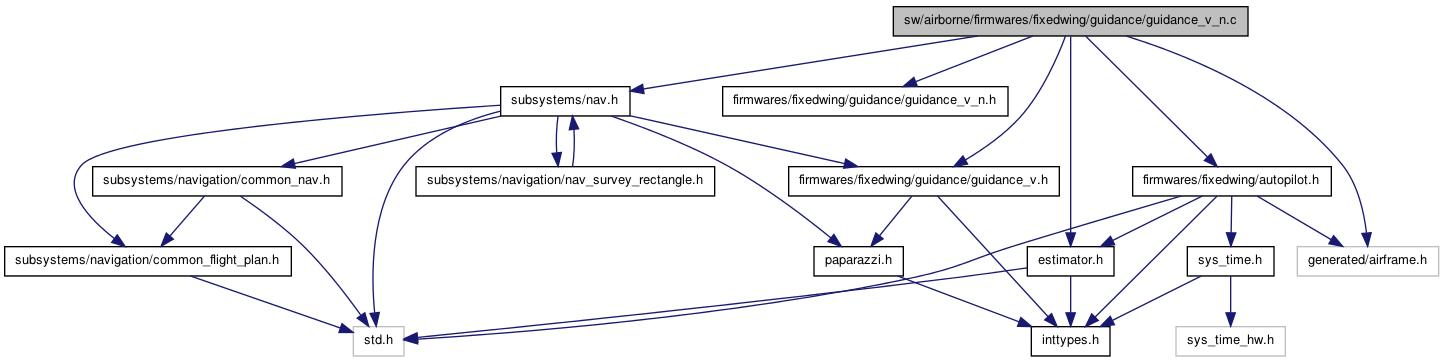 sw/airborne/firmwares/fixedwing/guidance/guidance_v_n.c
subsystems/nav.h
firmwares/fixedwing/guidance/guidance_v_n.h
subsystems/navigation/common_nav.h
subsystems/navigation/nav_survey_rectangle.h
firmwares/fixedwing/guidance/guidance_v.h
firmwares/fixedwing/autopilot.h
subsystems/navigation/common_flight_plan.h
paparazzi.h
estimator.h
sys_time.h
generated/airframe.h
std.h
inttypes.h
sys_time_hw.h